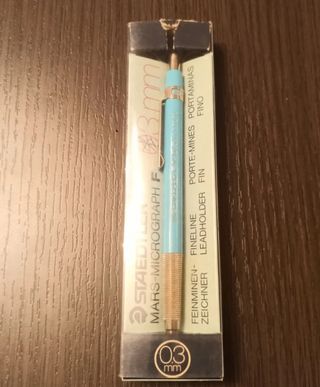 0.3 mm
STAEDTLER
MARS-MICROGRAPH F
FEINMINEN-
ZEICHNER
FINELINE
LEADHOLDER
PORTE-MINES
FIN
PORTAMINAS
FINO
0.3
mm